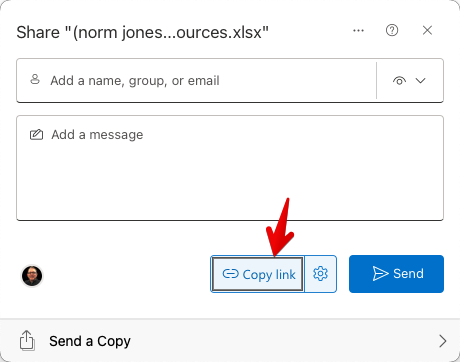 Share "(norm jones...ources.xlsx"
Add a name, group, or email
Add a message
Copy link
Send
Send a Copy